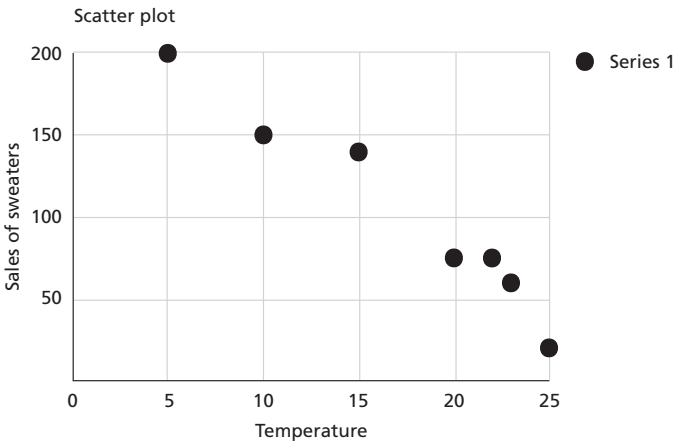 Scatter plot
200
150
100
50
0 5 10 15 20 25
Sales of sweaters
Temperature
Series 1